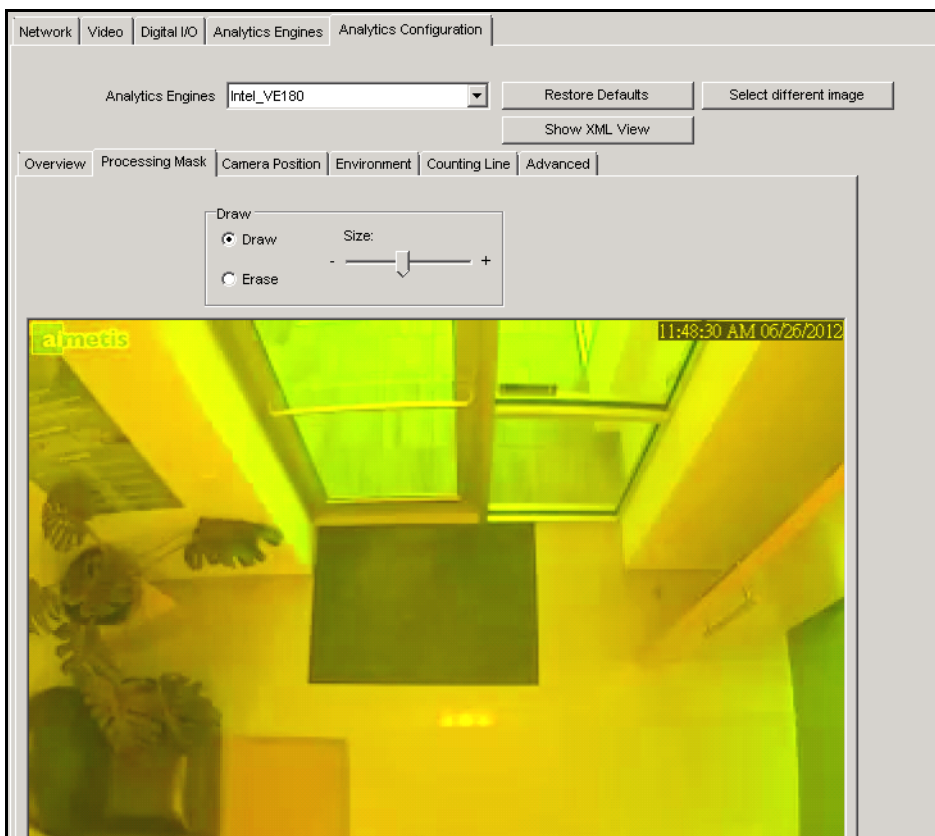 Network Video Digital I/O Analytics Engines Analytics Configuration
Analytics Engines Intel_VE180 Restore Defaults Select different image
Show XML View
Overview Processing Mask Camera Position Environment Counting Line Advanced
Draw
Draw Size:
- +
Erase
aimetis 11:48:30 AM 06/26/2012